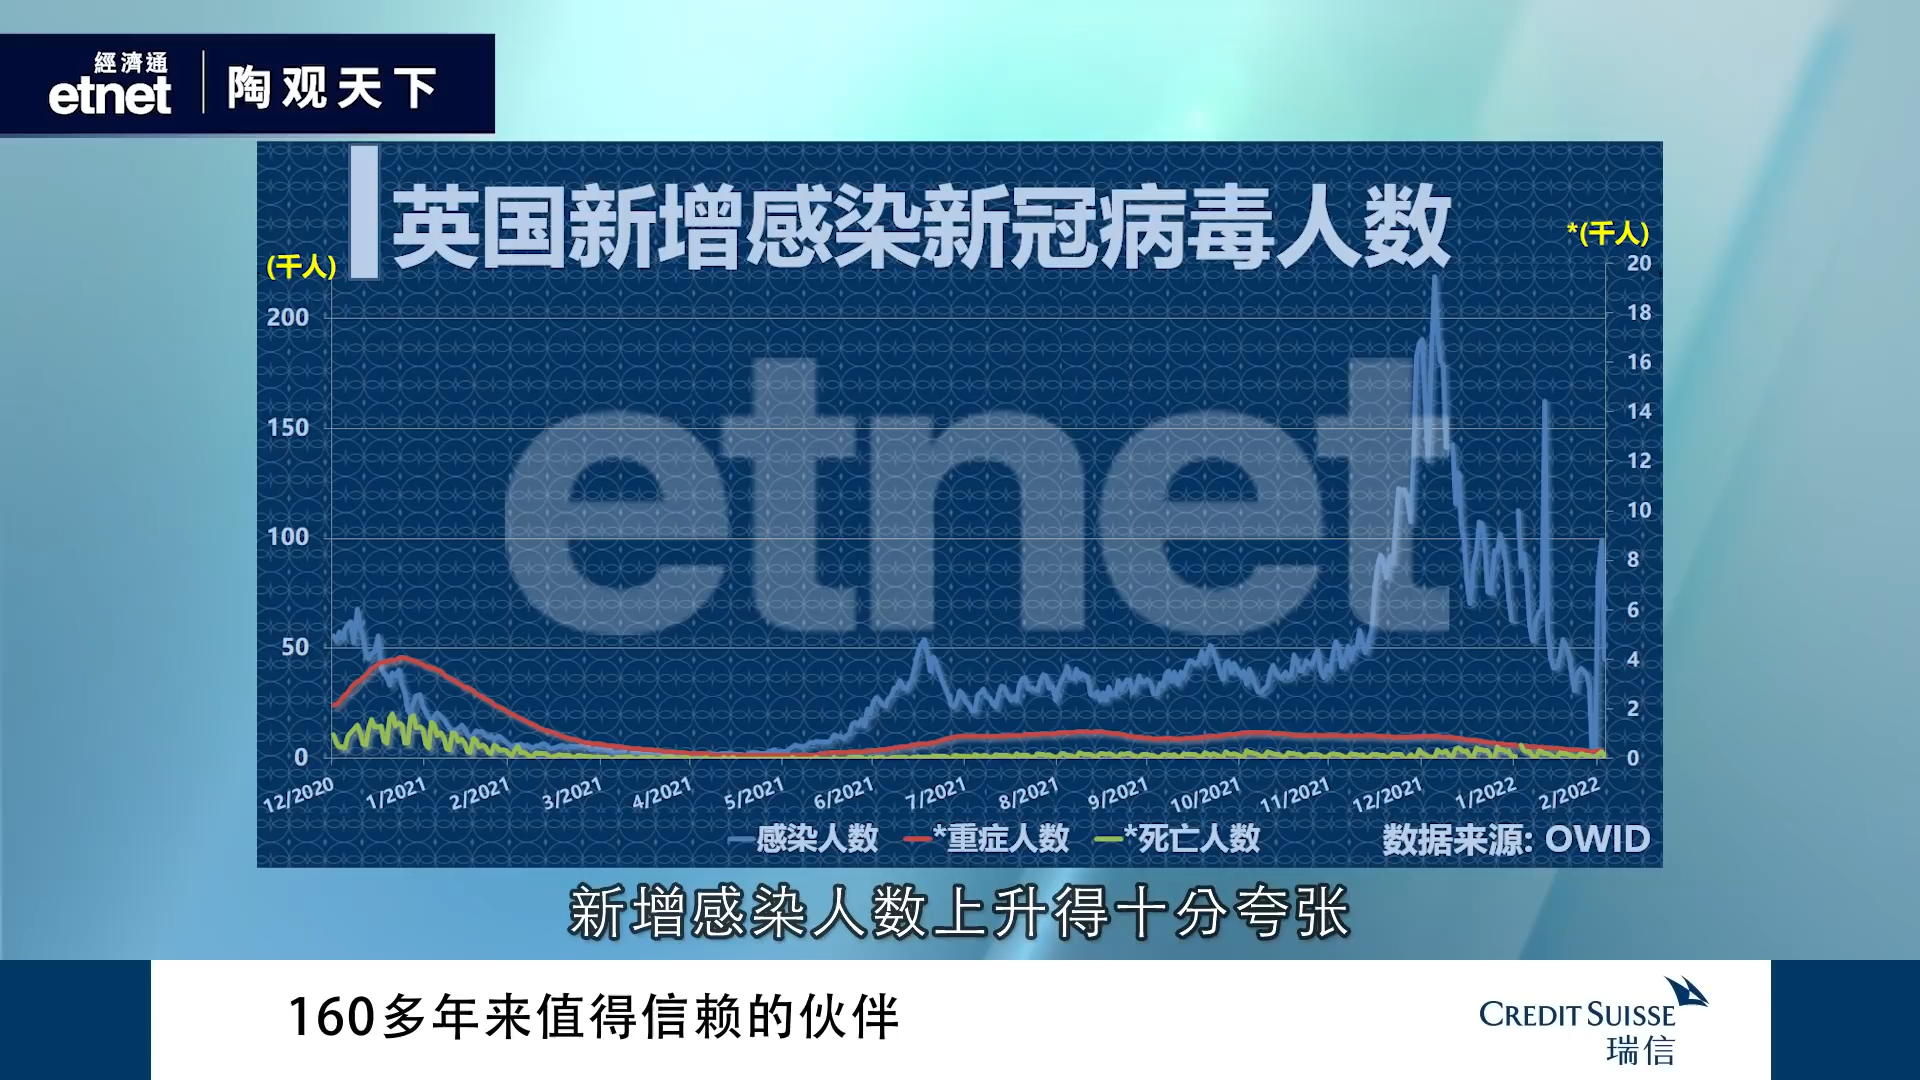 經濟通
etnet
陶观天下
英国新增感染新冠病毒人数
(千人)
*(千人)
200
150
100
50
0
20
18
16
14
12
10
8
6
4
2
0
etnet
12/2020 1/2021 2/2021 3/2021 4/2021 5/2021 6/2021 7/2021 8/2021 9/2021 10/2021 11/2021 12/2021 1/2022 2/2022
感染人数 *重症人数 *死亡人数
数据来源: OWID
新增感染人数上升得十分夸张
160多年来值得信赖的伙伴
CREDIT SUISSE
瑞信